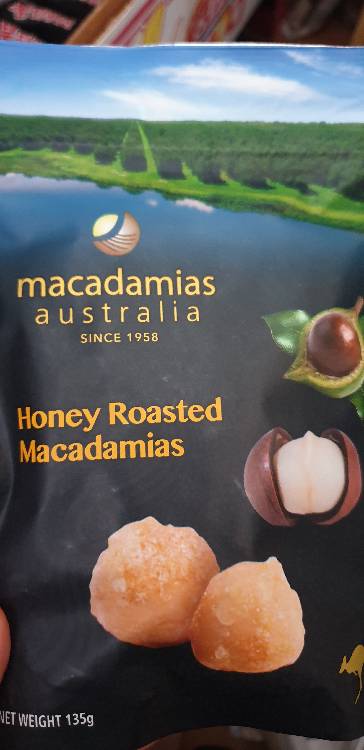 macadamias
australia
SINCE 1958
Honey Roasted
Macadamias
NET WEIGHT 135g